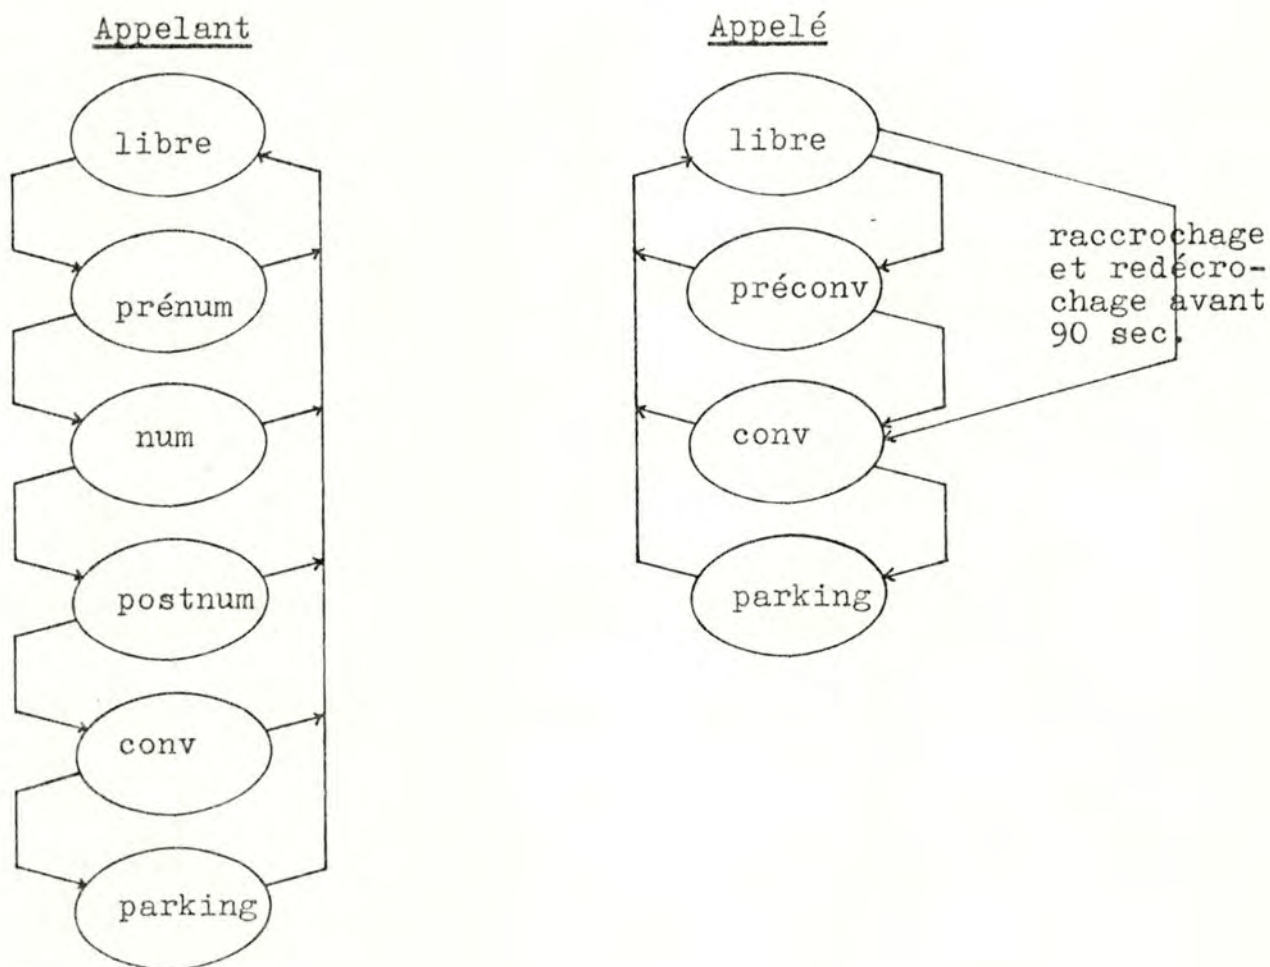 Appelant
libre
prénum
num
postnum
conv
parking
Appelé
libre
préconv
conv
parking
raccrochage
et redécro-
chage avant
90 sec.